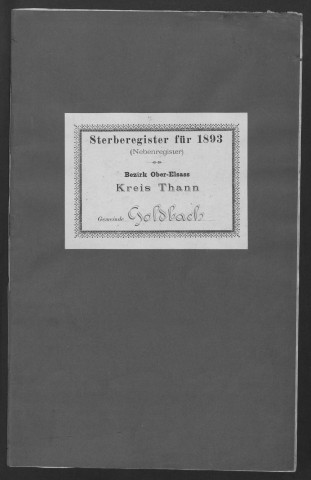 Sterberegister für 1893
(Nebenregister)
Bezirk Ober-Elsass
Kreis Thann
Gemeinde Goldbach